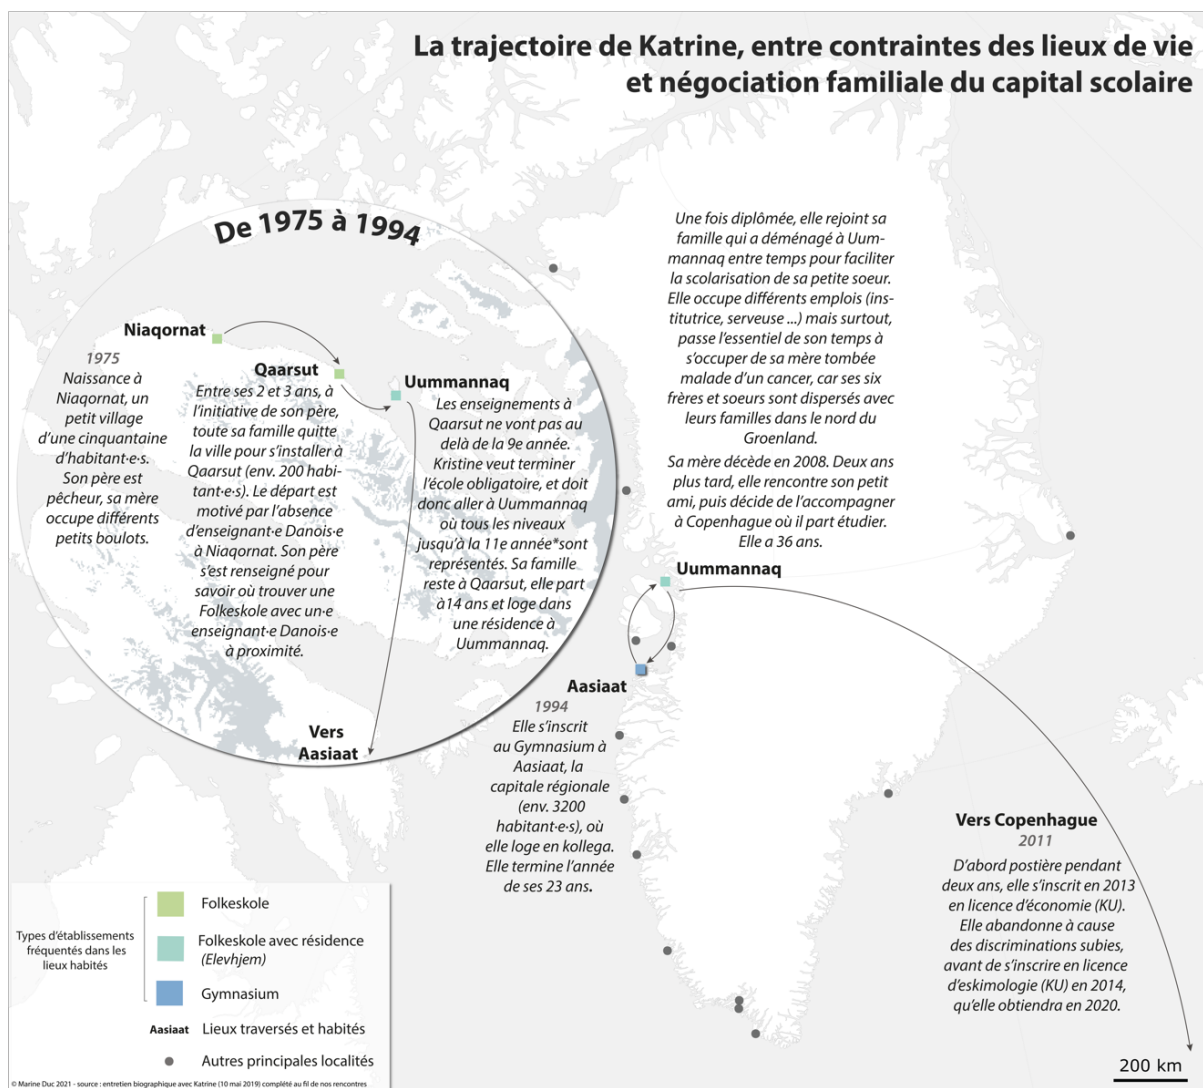 La trajectoire de Katrine, entre contraintes des lieux de vie
et négociation familiale du capital scolaire
De 1975 à 1994
Niaqornat
1975
Naissance à
Niaqornat, un
petit village
d'une cinquantaine
d'habitant·e·s.
Son père est
pêcheur, sa mère
occupe différents
petits boulots.
Qaarsut
Entre ses 2 et 3 ans, à
l'initiative de son père,
toute sa famille quitte
la ville pour s'installer à
Qaarsut (env. 200 habi-
tant·e·s). Le départ est
motivé par l'absence
d'enseignant·e Danois·e
à Niaqornat. Son père
s'est renseigné pour
savoir où trouver une
Folkeskole avec un·e
enseignant·e Danois·e
à proximité.
Uummannaq
Les enseignements à
Qaarsut ne vont pas au
delà de la 9e année.
Kristine veut terminer
l'école obligatoire, et doit
donc aller à Uummannaq
où tous les niveaux
jusqu'à la 11e année*sont
représentés. Sa famille
reste à Qaarsut, elle part
à14 ans et loge dans
une résidence à
Uummannaq.
Vers
Aasiaat
Une fois diplômée, elle rejoint sa
famille qui a déménagé à Uum-
mannaq entre temps pour faciliter
la scolarisation de sa petite soeur.
Elle occupe différents emplois (ins-
titutrice, serveuse ...) mais surtout,
passe l'essentiel de son temps à
s'occuper de sa mère tombée
malade d'un cancer, car ses six
frères et soeurs sont dispersés avec
leurs familles dans le nord du
Groenland.
Sa mère décède en 2008. Deux ans
plus tard, elle rencontre son petit
ami, puis décide de l'accompagner
à Copenhague où il part étudier.
Elle a 36 ans.
Uummannaq
Aasiaat
1994
Elle s'inscrit
au Gymnasium à
Aasiaat, la
capitale régionale
(env. 3200
habitant·e·s), où
elle loge en kollega.
Elle termine l'année
de ses 23 ans.
Vers Copenhague
2011
D'abord postière pendant
deux ans, elle s'inscrit en 2013
en licence d'économie (KU).
Elle abandonne à cause
des discriminations subies,
avant de s'inscrire en licence
d'eskimologie (KU) en 2014,
qu'elle obtiendra en 2020.
Types d'établissements
fréquentés dans les
lieux habités
Folkeskole
Folkeskole avec résidence
(Elevhjem)
Gymnasium
Aasiaat Lieux traversés et habités
Autres principales localités
200 km
© Marine Duc 2021 - source : entretien biographique avec Katrine (10 mai 2019) complété au fil de nos rencontres